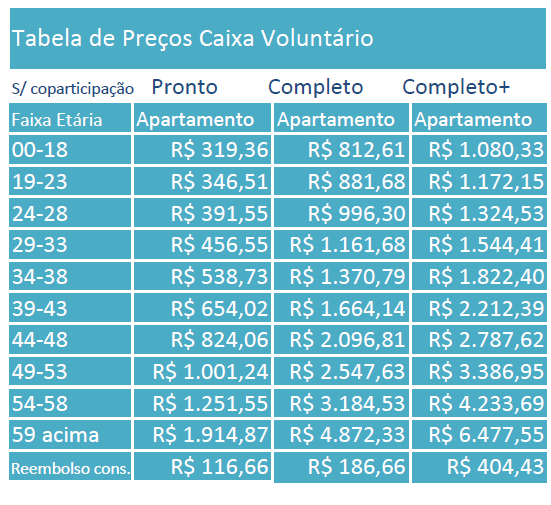 Tabela de Preços Caixa Voluntário
S/ coparticipação Pronto Completo Completo+
Faixa Etária Apartamento Apartamento Apartamento
00-18 R$ 319,36 R$ 812,61 R$ 1.080,33
19-23 R$ 346,51 R$ 881,68 R$ 1.172,15
24-28 R$ 391,55 R$ 996,30 R$ 1.324,53
29-33 R$ 456,55 R$ 1.161,68 R$ 1.544,41
34-38 R$ 538,73 R$ 1.370,79 R$ 1.822,40
39-43 R$ 654,02 R$ 1.664,14 R$ 2.212,39
44-48 R$ 824,06 R$ 2.096,81 R$ 2.787,62
49-53 R$ 1.001,24 R$ 2.547,63 R$ 3.386,95
54-58 R$ 1.251,55 R$ 3.184,53 R$ 4.233,69
59 acima R$ 1.914,87 R$ 4.872,33 R$ 6.477,55
Reembolso cons. R$ 116,66 R$ 186,66 R$ 404,43